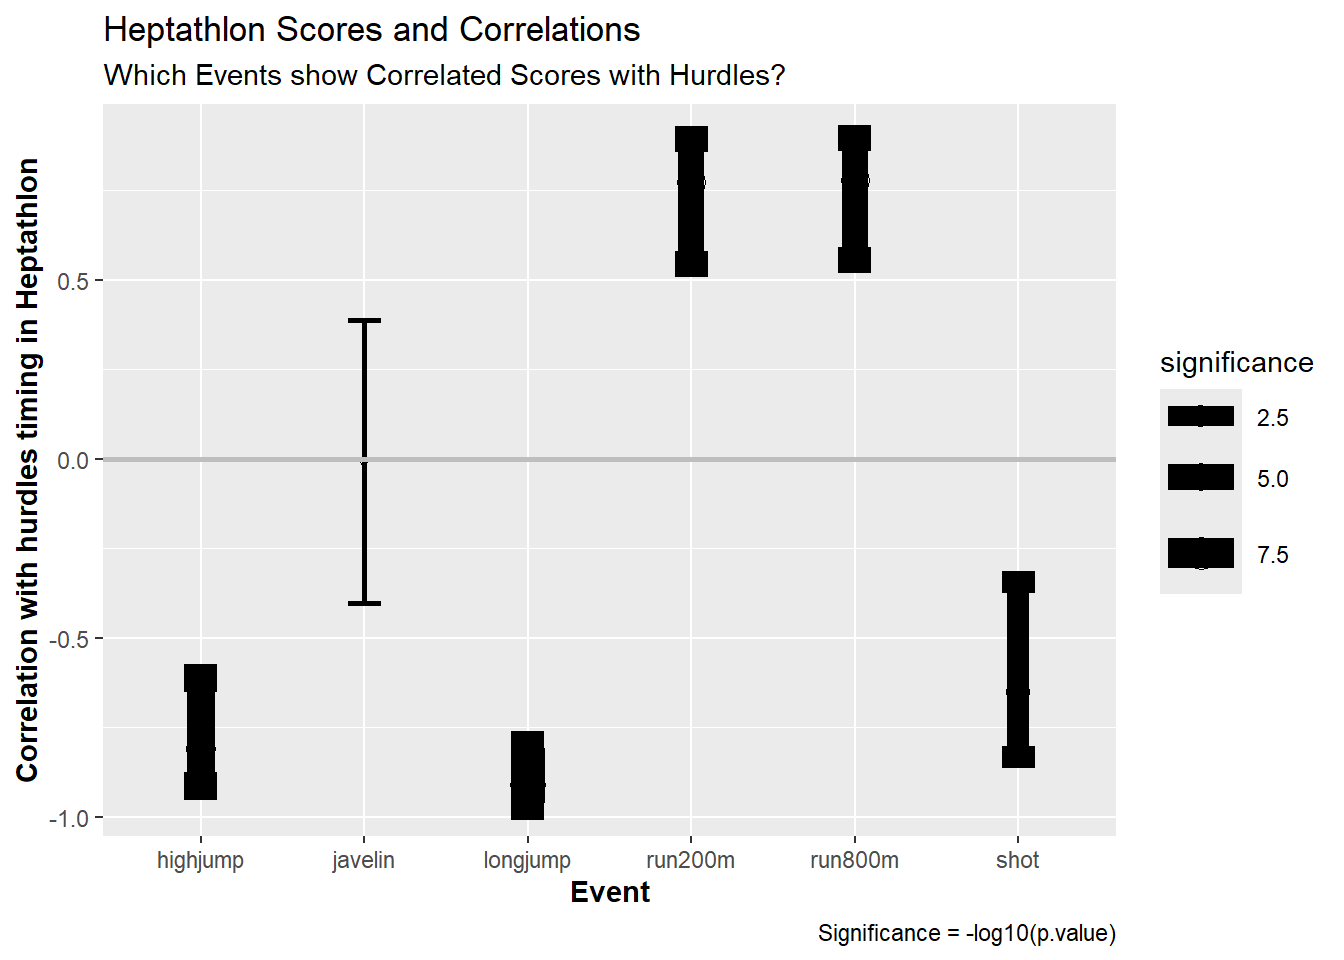 Heptathlon Scores and Correlations
Which Events show Correlated Scores with Hurdles?
Correlation with hurdles timing in Heptathlon
0.5
0.0
-0.5
-1.0
highjump
javelin
longjump
run200m
run800m
shot
Event
significance
2.5
5.0
7.5
Significance = -log10(p.value)